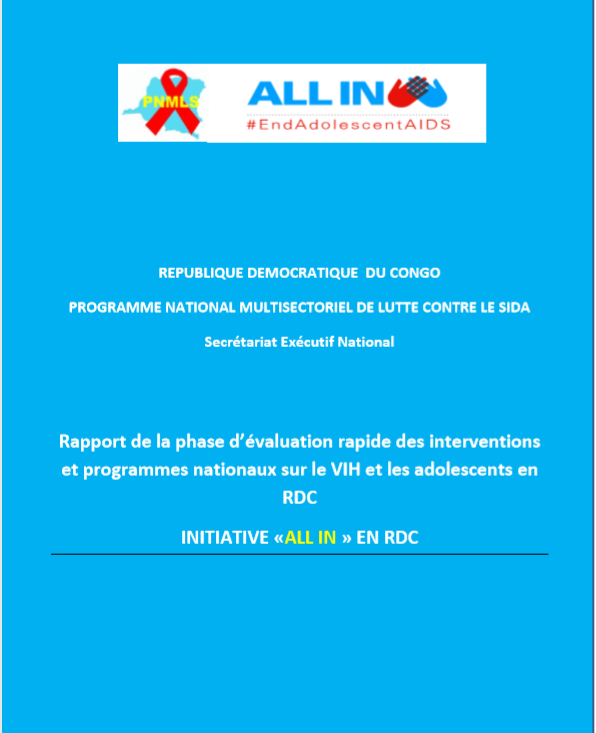 PNMLS
ALL IN
#EndAdolescentAIDS
REPUBLIQUE DEMOCRATIQUE DU CONGO
PROGRAMME NATIONAL MULTISECTORIEL DE LUTTE CONTRE LE SIDA
Secrétariat Exécutif National
Rapport de la phase d’évaluation rapide des interventions
et programmes nationaux sur le VIH et les adolescents en
RDC
INITIATIVE «ALL IN » EN RDC